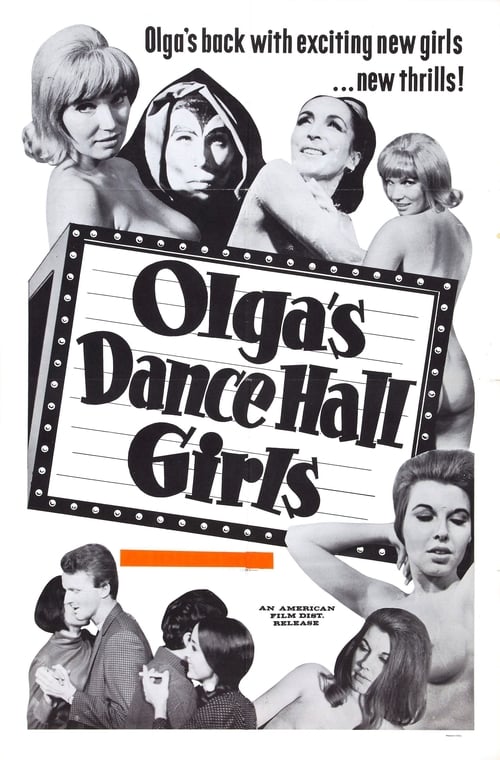 Olga's back with exciting new girls
...new thrills!
Olga's
Dance Hall
Girls
AN AMERICAN
FILM DIST.
RELEASE